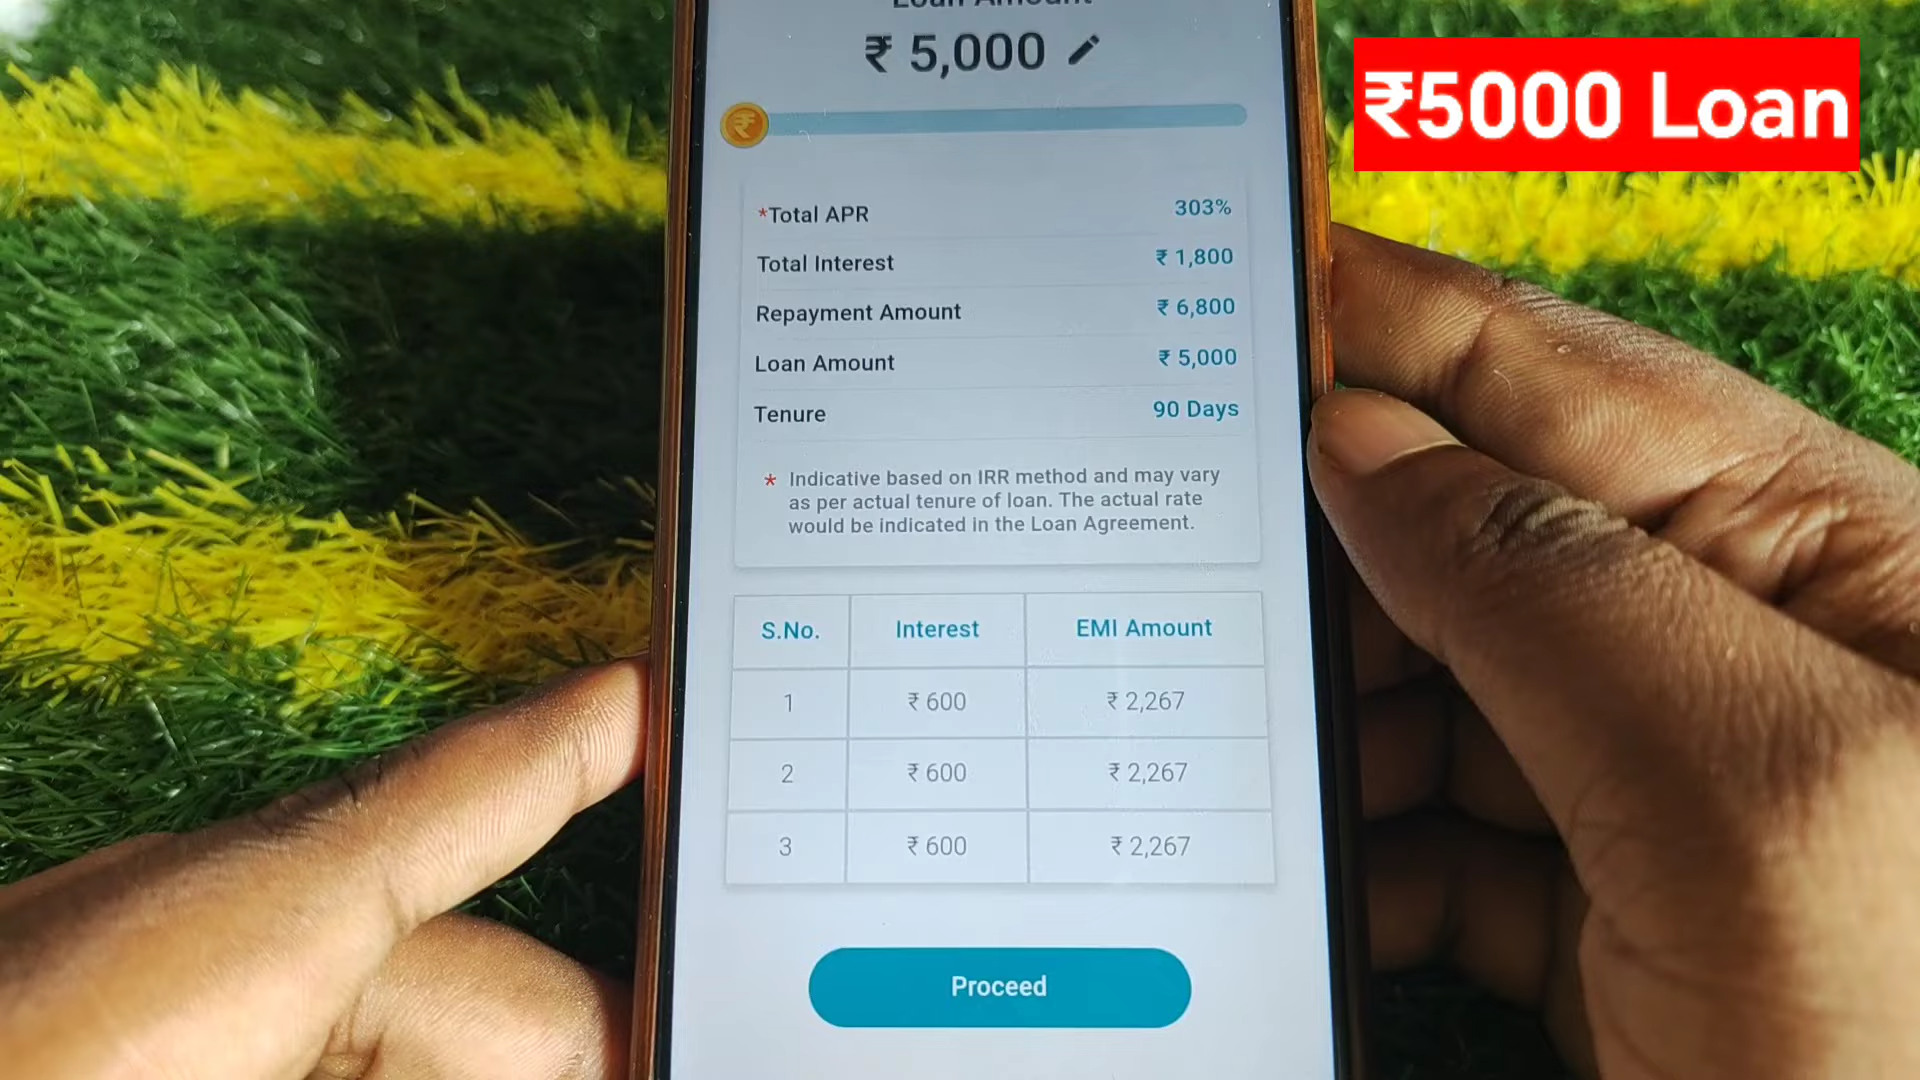 Loan Amount
₹ 5,000
₹5000 Loan
*Total APR 303%
Total Interest ₹ 1,800
Repayment Amount ₹ 6,800
Loan Amount ₹ 5,000
Tenure 90 Days
* Indicative based on IRR method and may vary
as per actual tenure of loan. The actual rate
would be indicated in the Loan Agreement.
S.No. Interest EMI Amount
1 ₹ 600 ₹ 2,267
2 ₹ 600 ₹ 2,267
3 ₹ 600 ₹ 2,267
Proceed